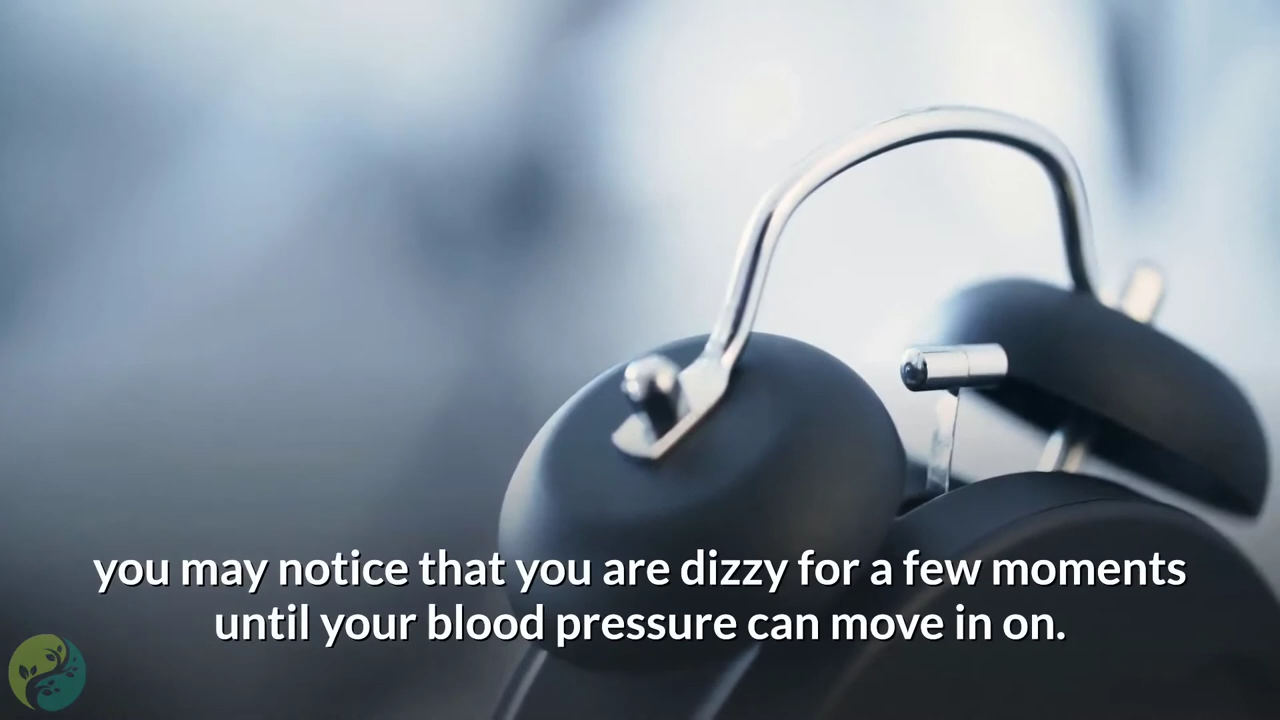 you may notice that you are dizzy for a few moments
until your blood pressure can move in on.